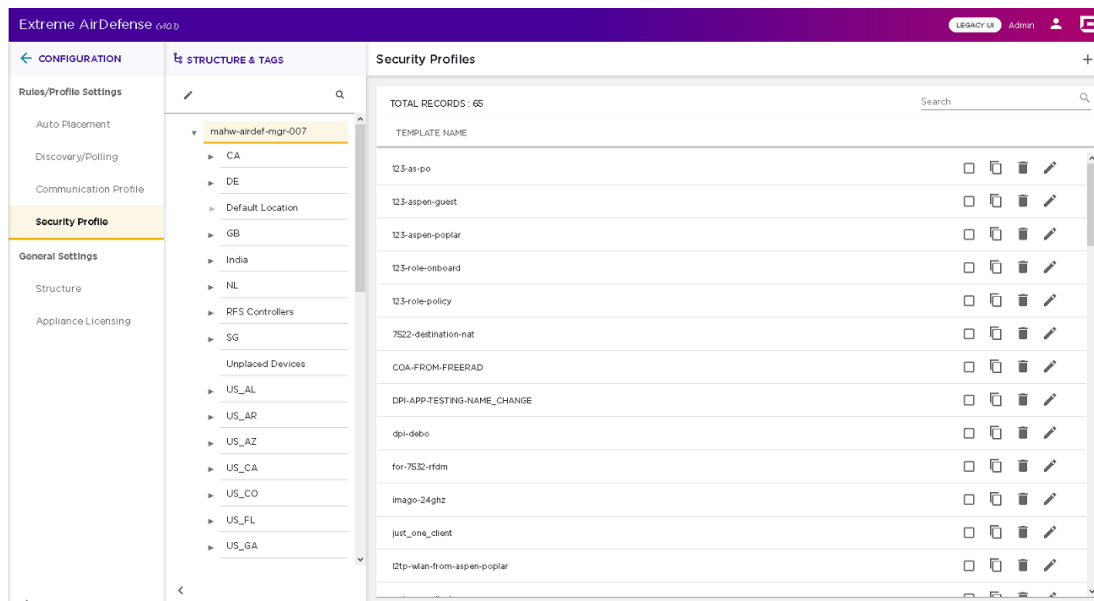 Extreme AirDefense (v10.1)
LEGACY UI Admin
CONFIGURATION
Rules/Profile Settings
Auto Placement
Discovery/Polling
Communication Profile
Security Profile
General Settings
Structure
Appliance Licensing
STRUCTURE & TAGS
mahw-airdef-mgr-007
CA
DE
Default Location
GB
India
NL
RFS Controllers
SG
Unplaced Devices
US_AL
US_AR
US_AZ
US_CA
US_CO
US_FL
US_GA
Security Profiles
TOTAL RECORDS : 65
Search
TEMPLATE NAME
123-as-po
123-aspen-guest
123-aspen-poplar
123-role-onboard
123-role-policy
7522-destination-nat
COA-FROM-FREERAD
DPI-APP-TESTING-NAME_CHANGE
dpi-debo
for-7532-rfdm
imago-24ghz
just_one_client
l2tp-wlan-from-aspen-poplar